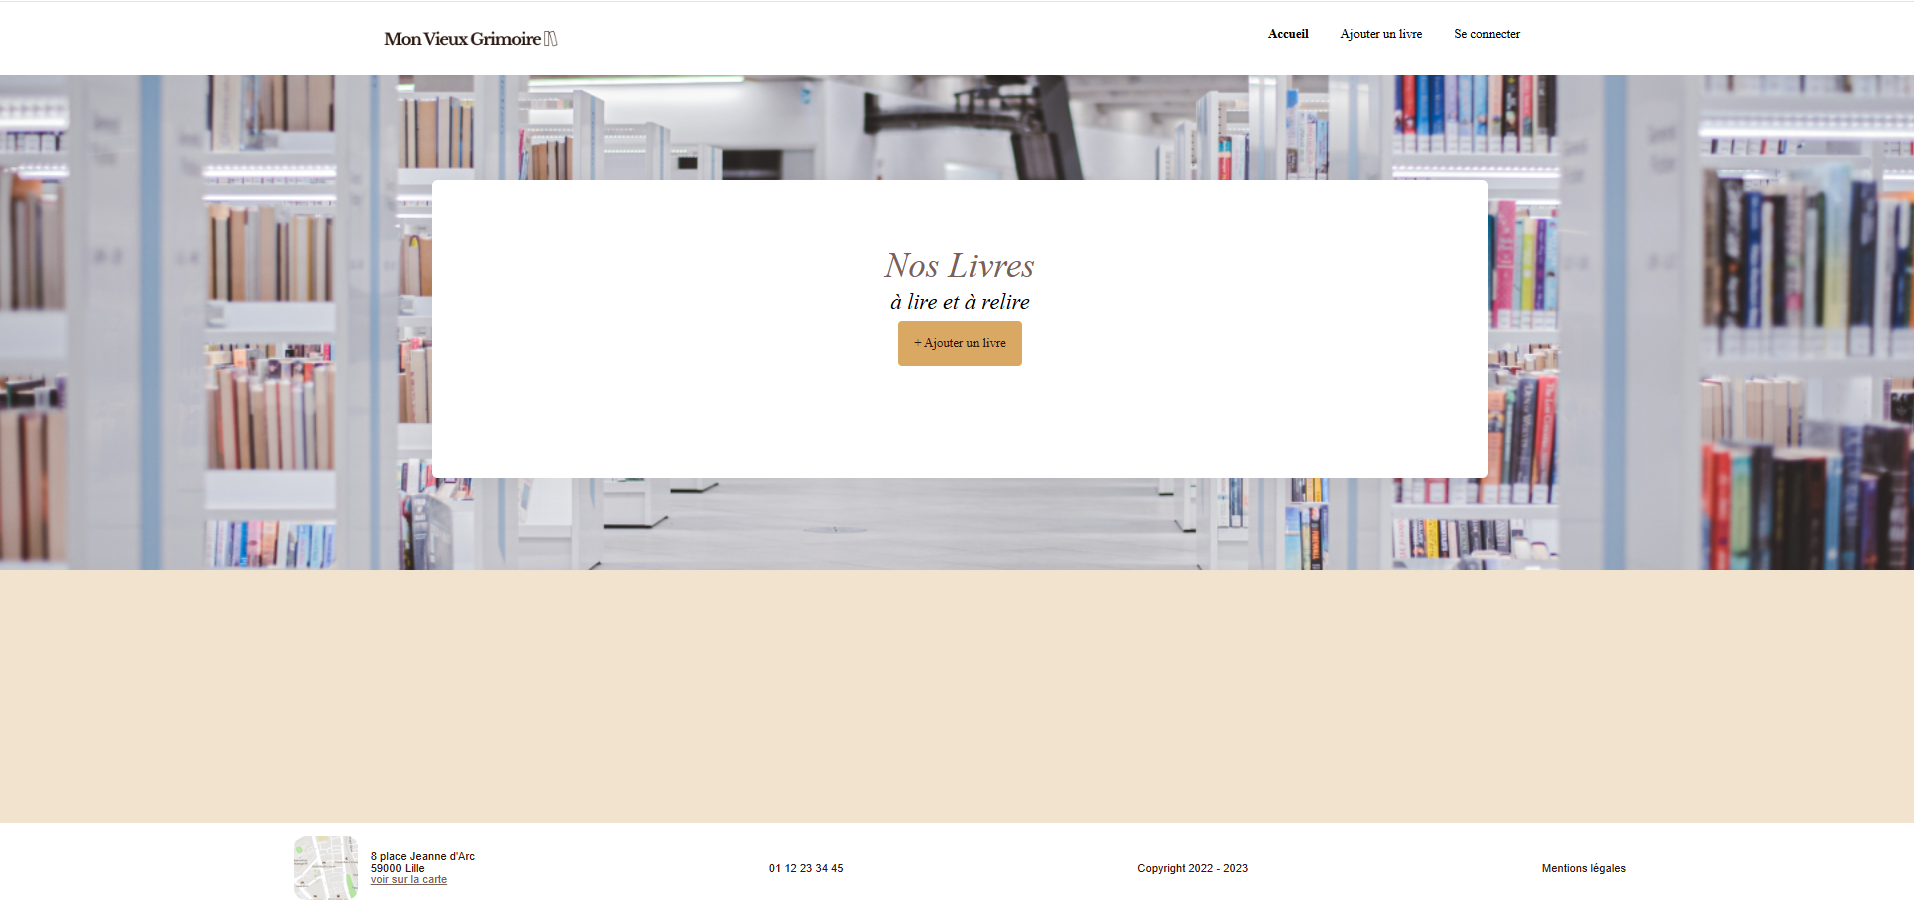 Mon Vieux Grimoire
Accueil
Ajouter un livre
Se connecter
Nos Livres
à lire et à relire
+ Ajouter un livre
8 place Jeanne d'Arc
59000 Lille
voir sur la carte
01 12 23 34 45
Copyright 2022 - 2023
Mentions légales